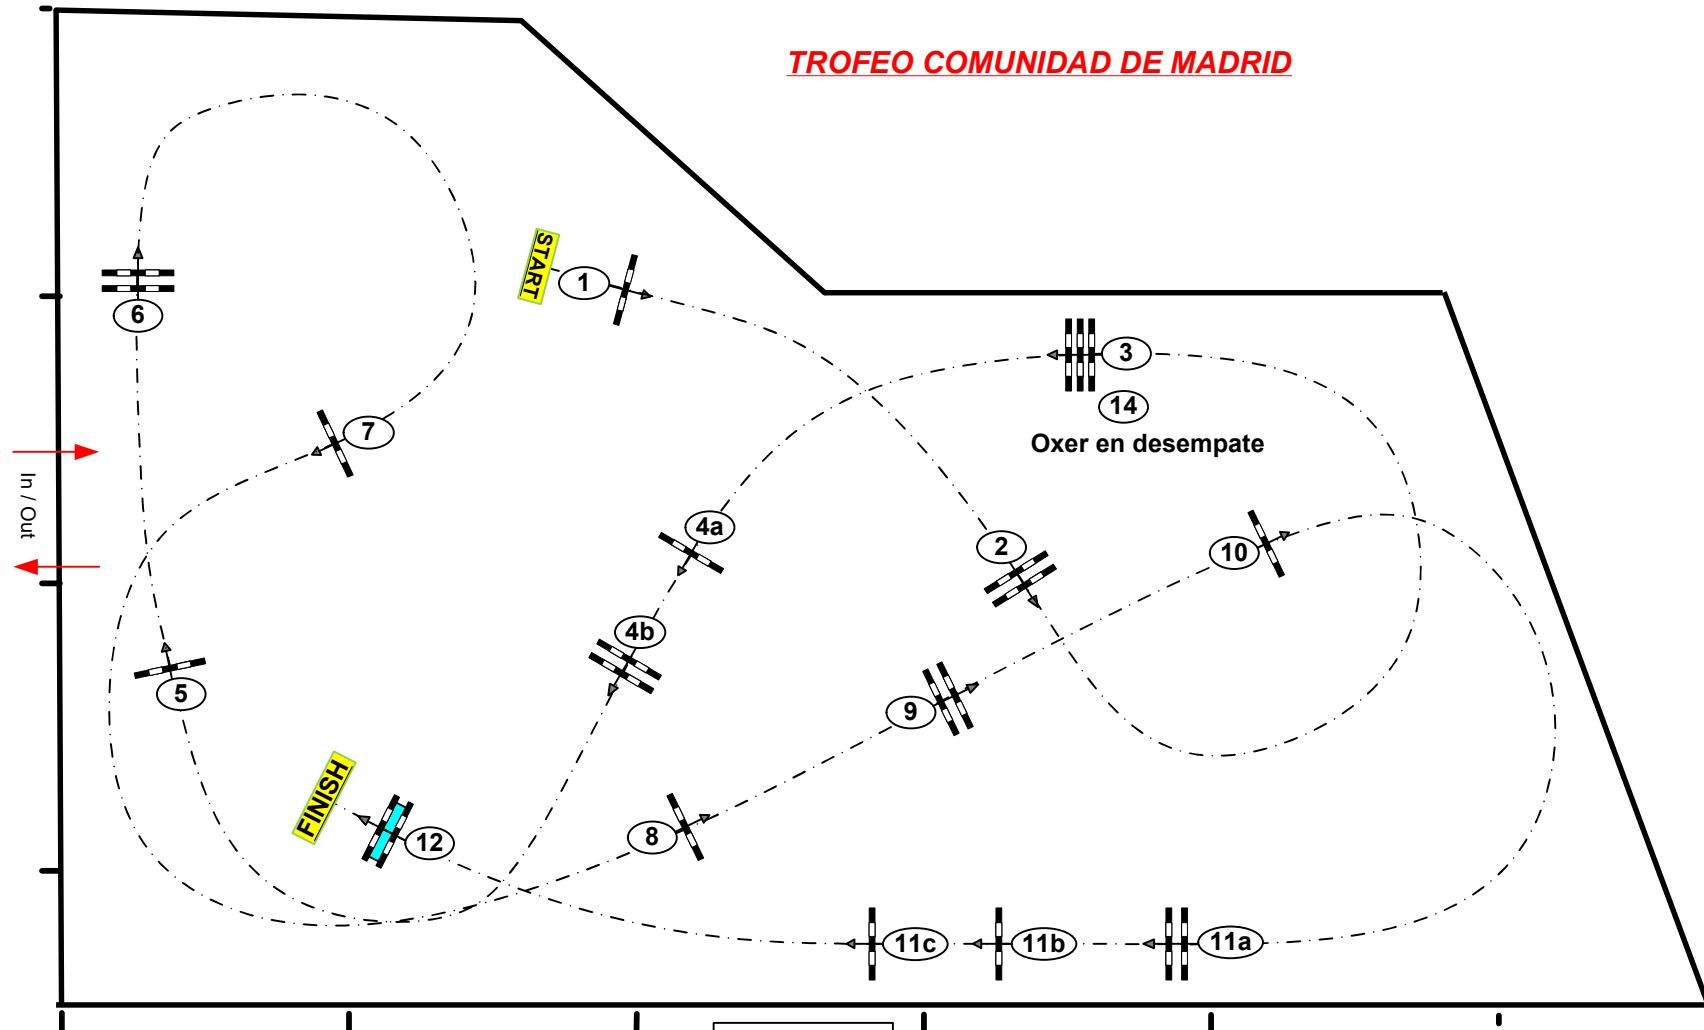 TROFEO COMUNIDAD DE MADRID
START
1
6
3
14
Oxer en desempate
7
In / Out
4a
2
10
4b
5
9
FINISH
12
8
11c
11b
11a